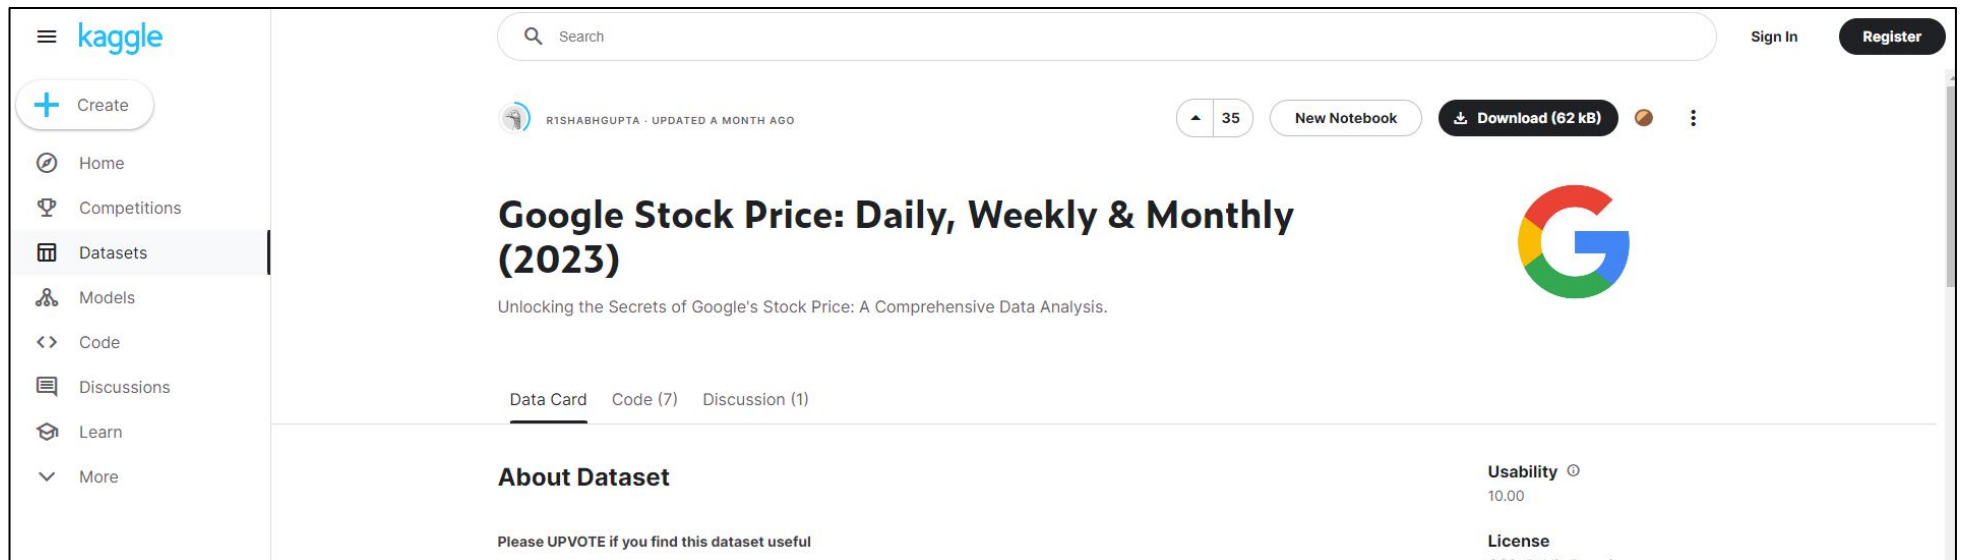 kaggle
Search
Sign In
Register
Create
Home
Competitions
Datasets
Models
Code
Discussions
Learn
More
R1SHABHGUPTA · UPDATED A MONTH AGO
35
New Notebook
Download (62 kB)
Google Stock Price: Daily, Weekly & Monthly
(2023)
Unlocking the Secrets of Google's Stock Price: A Comprehensive Data Analysis.
Data Card Code (7) Discussion (1)
About Dataset
Please UPVOTE if you find this dataset useful
Usability
10.00
License